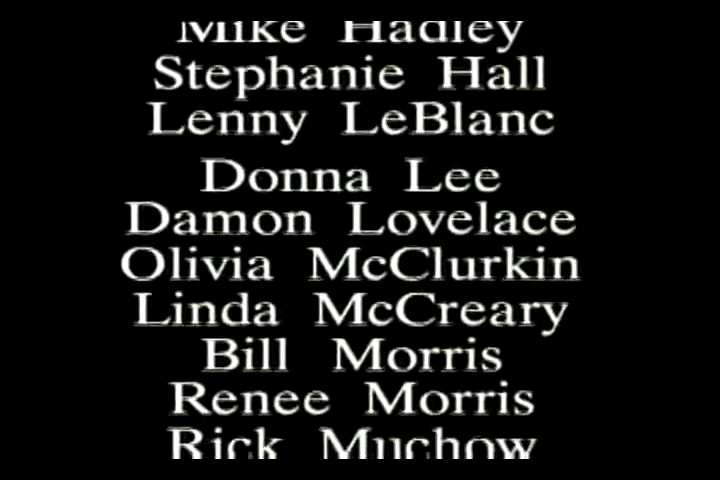 Mike Hadley
Stephanie Hall
Lenny LeBlanc
Donna Lee
Damon Lovelace
Olivia McClurkin
Linda McCreary
Bill Morris
Renee Morris
Rick Muchow